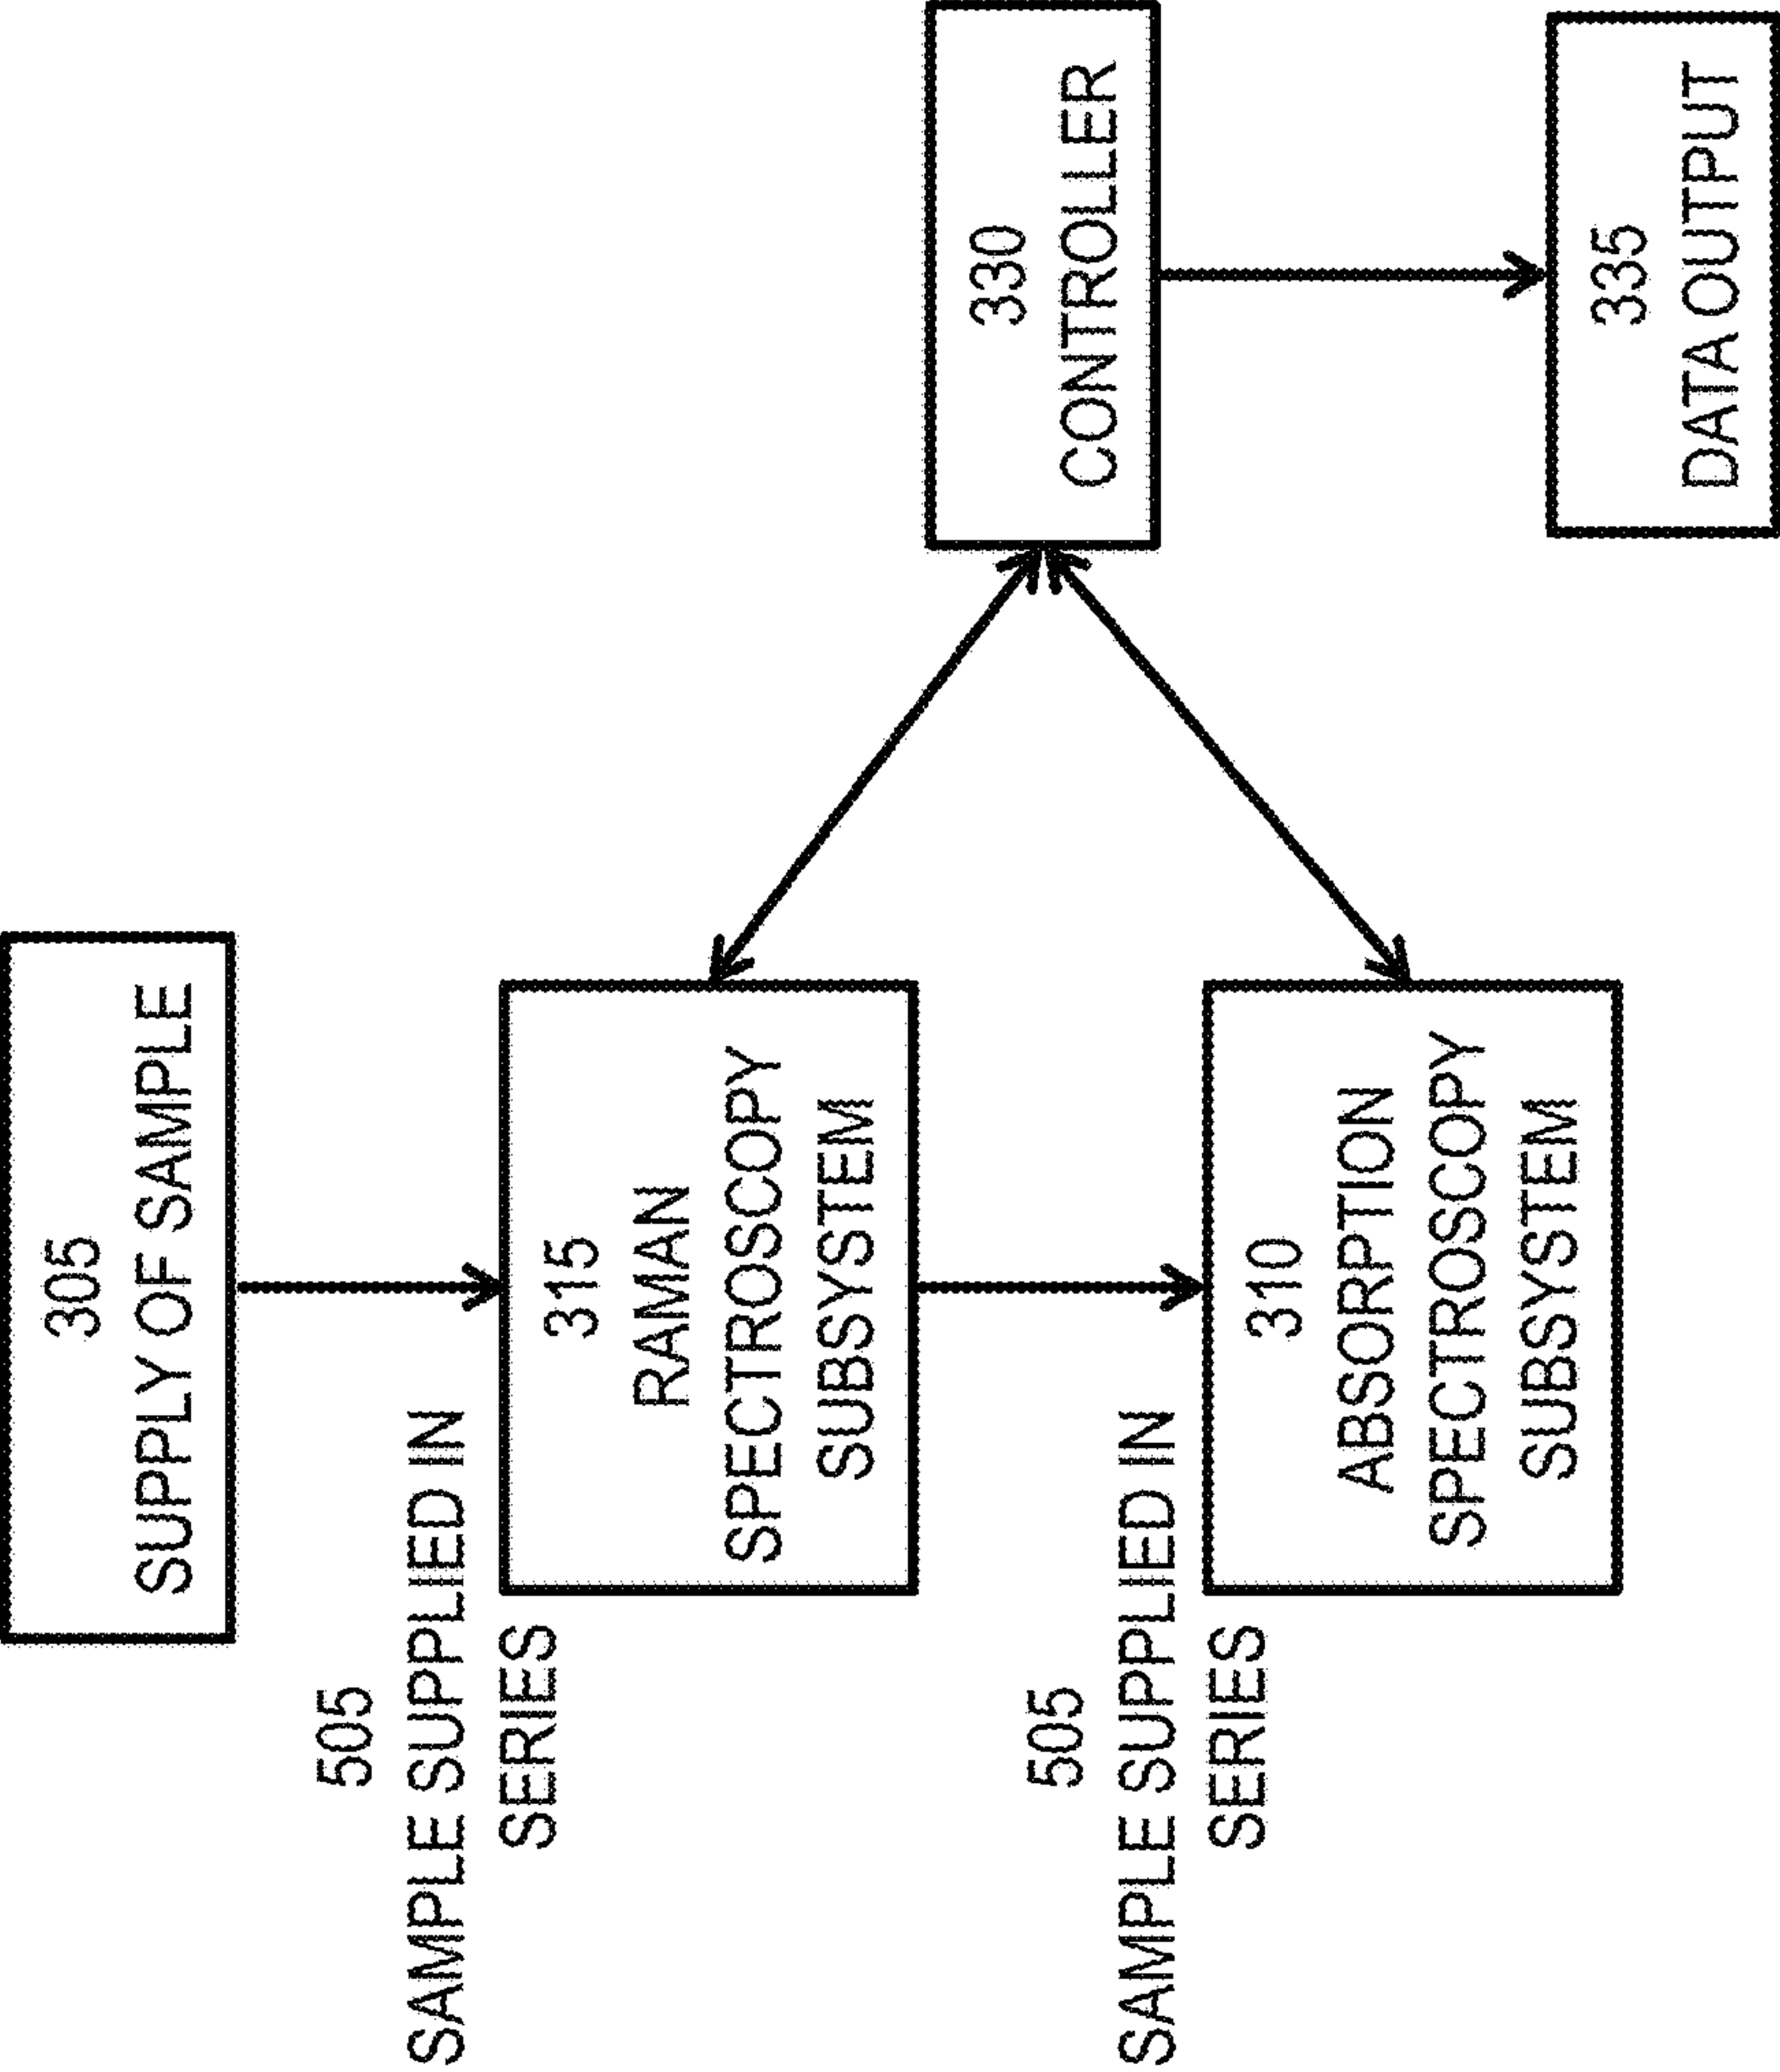 305
SUPPLY OF SAMPLE
505
SAMPLE SUPPLIED IN
SERIES
315
RAMAN
SPECTROSCOPY
SUBSYSTEM
505
SAMPLE SUPPLIED IN
SERIES
310
ABSORPTION
SPECTROSCOPY
SUBSYSTEM
330
CONTROLLER
335
DATA OUTPUT